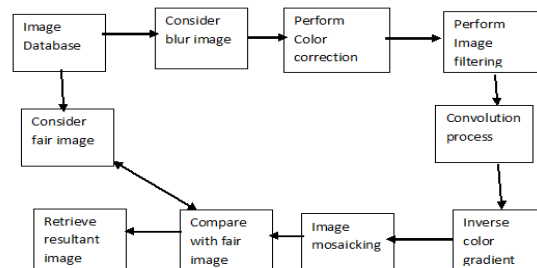 Image
Database
Consider
blur image
Perform
Color
correction
Perform
Image
filtering
Consider
fair image
Convolution
process
Retrieve
resultant
image
Compare
with fair
image
Image
mosaicking
Inverse
color
gradient